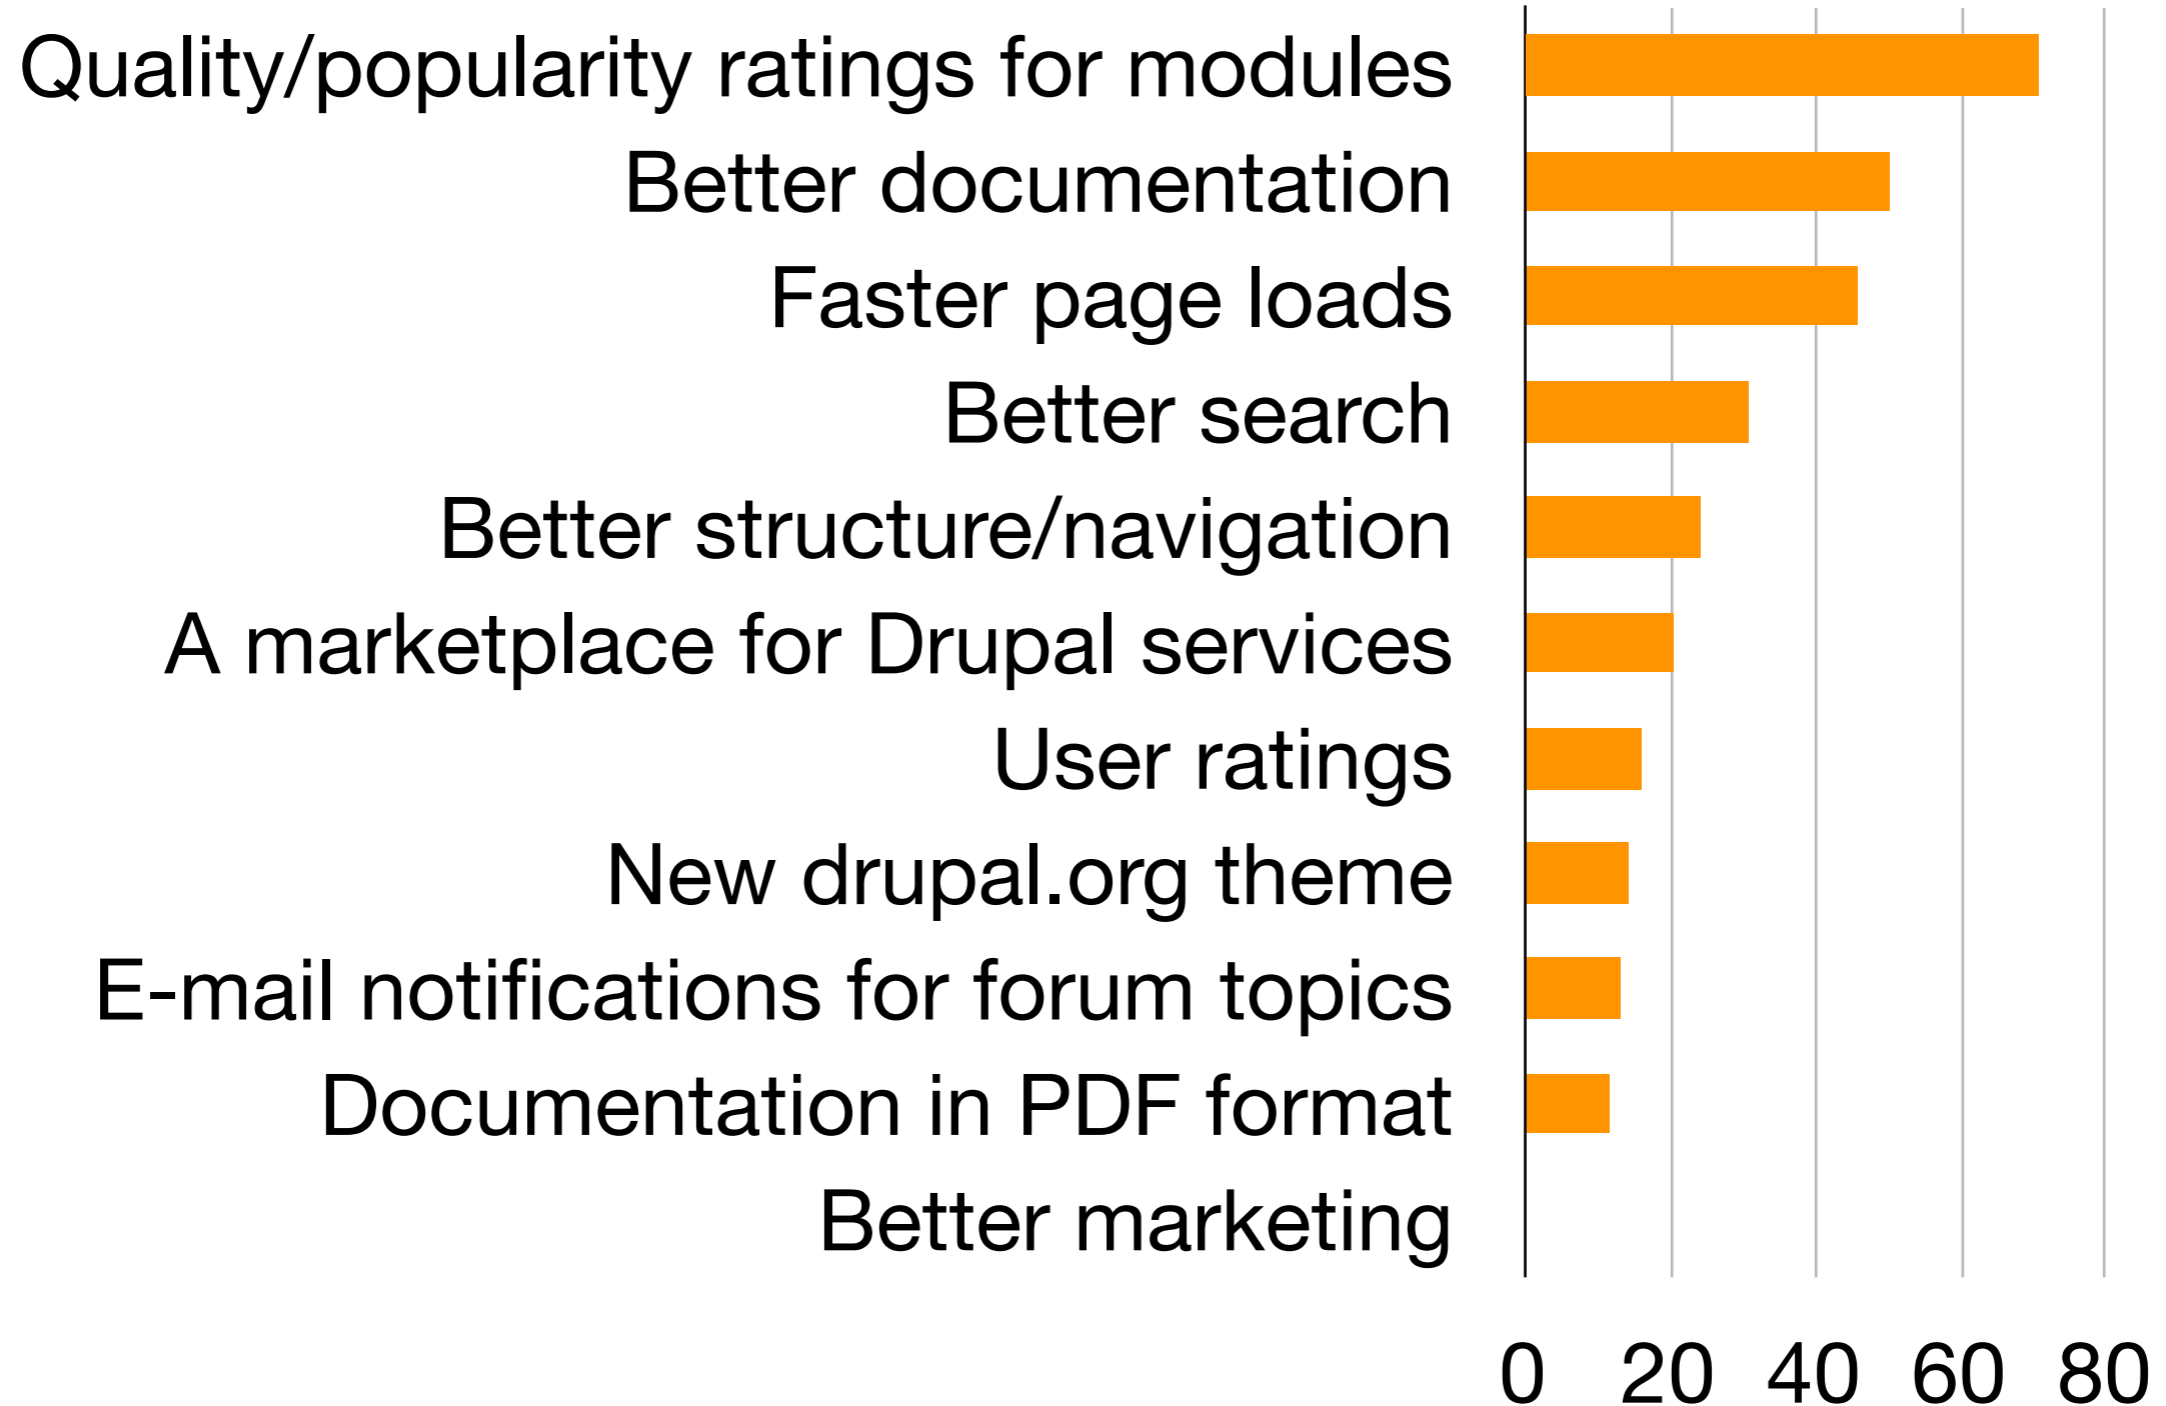 Quality/popularity ratings for modules
Better documentation
Faster page loads
Better search
Better structure/navigation
A marketplace for Drupal services
User ratings
New drupal.org theme
E-mail notifications for forum topics
Documentation in PDF format
Better marketing
0 20 40 60 80